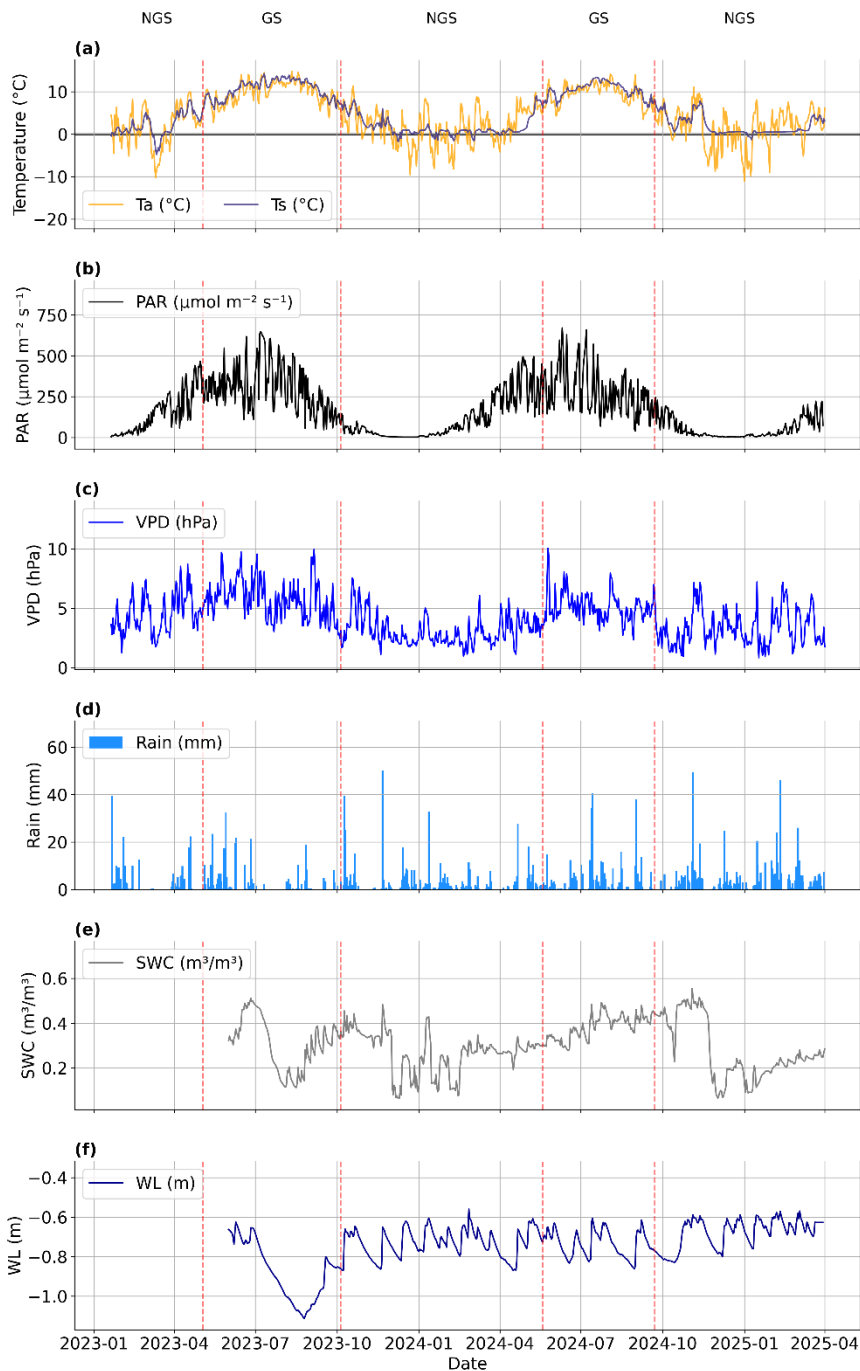 NGS GS NGS GS NGS
(a)
10
0
−10
−20
Temperature (°C)
Ta (°C) Ts (°C)
(b)
PAR (μmol m⁻² s⁻¹)
750
500
250
0
PAR (μmol m⁻² s⁻¹)
(c)
VPD (hPa)
10
5
0
VPD (hPa)
(d)
Rain (mm)
60
40
20
0
Rain (mm)
(e)
SWC (m³/m³)
0.6
0.4
0.2
SWC (m³/m³)
(f)
WL (m)
−0.4
−0.6
−0.8
−1.0
WL (m)
2023-01 2023-04 2023-07 2023-10 2024-01 2024-04 2024-07 2024-10 2025-01 2025-04
Date